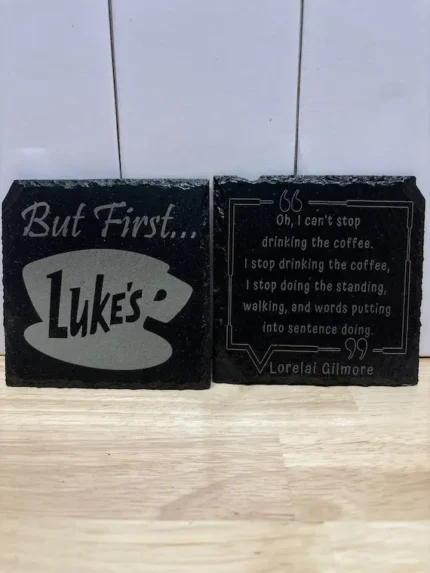 But First...
LUKE'S
“
Oh, I can't stop
drinking the coffee.
I stop drinking the coffee,
I stop doing the standing,
walking, and words putting
into sentence doing.
”
Lorelai Gilmore